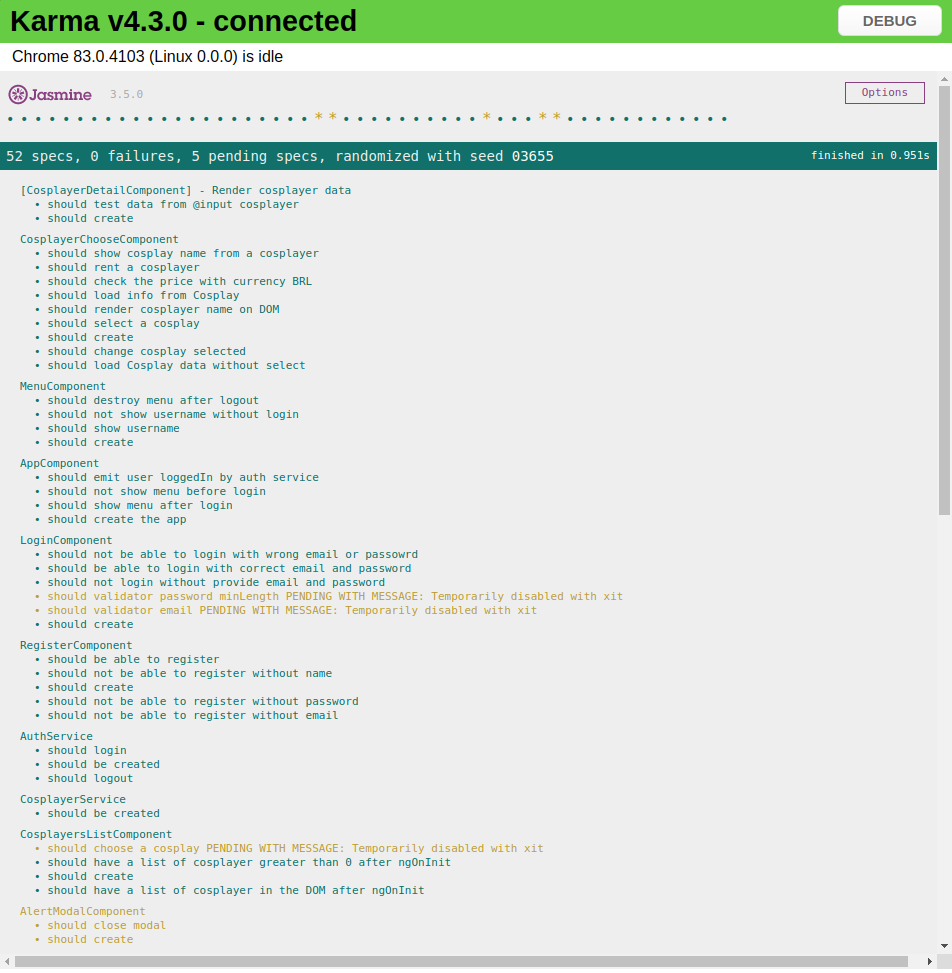 Karma v4.3.0 - connected
DEBUG
Chrome 83.0.4103 (Linux 0.0.0) is idle
Jasmine 3.5.0
Options
• • • • • • • • • • • • • • • • • • • • • • * * • • • • • • • • • • * • • • * * • • • • • • • • • • • •
52 specs, 0 failures, 5 pending specs, randomized with seed 03655
finished in 0.951s
[CosplayerDetailComponent] - Render cosplayer data
• should test data from @input cosplayer
• should create
CosplayerChooseComponent
• should show cosplay name from a cosplayer
• should rent a cosplayer
• should check the price with currency BRL
• should load info from Cosplay
• should render cosplayer name on DOM
• should select a cosplay
• should create
• should change cosplay selected
• should load Cosplay data without select
MenuComponent
• should destroy menu after logout
• should not show username without login
• should show username
• should create
AppComponent
• should emit user loggedIn by auth service
• should not show menu before login
• should show menu after login
• should create the app
LoginComponent
• should not be able to login with wrong email or passowrd
• should be able to login with correct email and password
• should not login without provide email and password
• should validator password minLength PENDING WITH MESSAGE: Temporarily disabled with xit
• should validator email PENDING WITH MESSAGE: Temporarily disabled with xit
• should create
RegisterComponent
• should be able to register
• should not be able to register without name
• should create
• should not be able to register without password
• should not be able to register without email
AuthService
• should login
• should be created
• should logout
CosplayerService
• should be created
CosplayersListComponent
• should choose a cosplay PENDING WITH MESSAGE: Temporarily disabled with xit
• should have a list of cosplayer greater than 0 after ngOnInit
• should create
• should have a list of cosplayer in the DOM after ngOnInit
AlertModalComponent
• should close modal
• should create